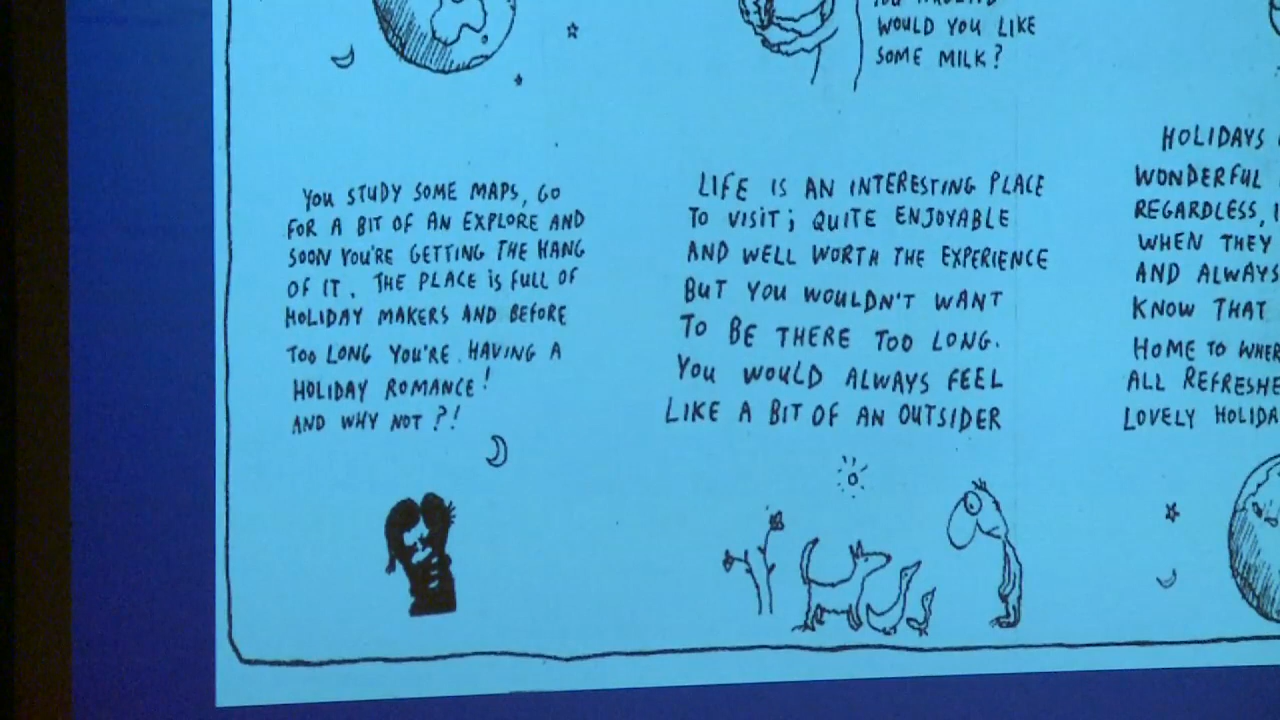 WOULD YOU LIKE
SOME MILK?
YOU STUDY SOME MAPS, GO
FOR A BIT OF AN EXPLORE AND
SOON YOU'RE GETTING THE HANG
OF IT. THE PLACE IS FULL OF
HOLIDAY MAKERS AND BEFORE
TOO LONG YOU'RE HAVING A
HOLIDAY ROMANCE!
AND WHY NOT?!
LIFE IS AN INTERESTING PLACE
TO VISIT; QUITE ENJOYABLE
AND WELL WORTH THE EXPERIENCE
BUT YOU WOULDN'T WANT
TO BE THERE TOO LONG.
YOU WOULD ALWAYS FEEL
LIKE A BIT OF AN OUTSIDER
HOLIDAYS
WONDERFUL
REGARDLESS,
WHEN THEY
AND ALWAYS
KNOW THAT
HOME TO
ALL
LOVELY